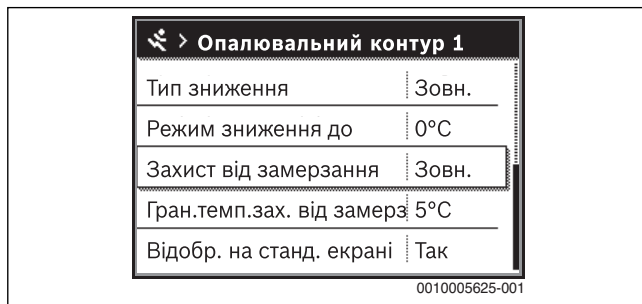 > Опалювальний контур 1
Тип зниження Зовн.
Режим зниження до 0°C
Захист від замерзання Зовн.
Гран.темп.зах. від замерз 5°C
Відобр. на станд. екрані Так
0010005625-001